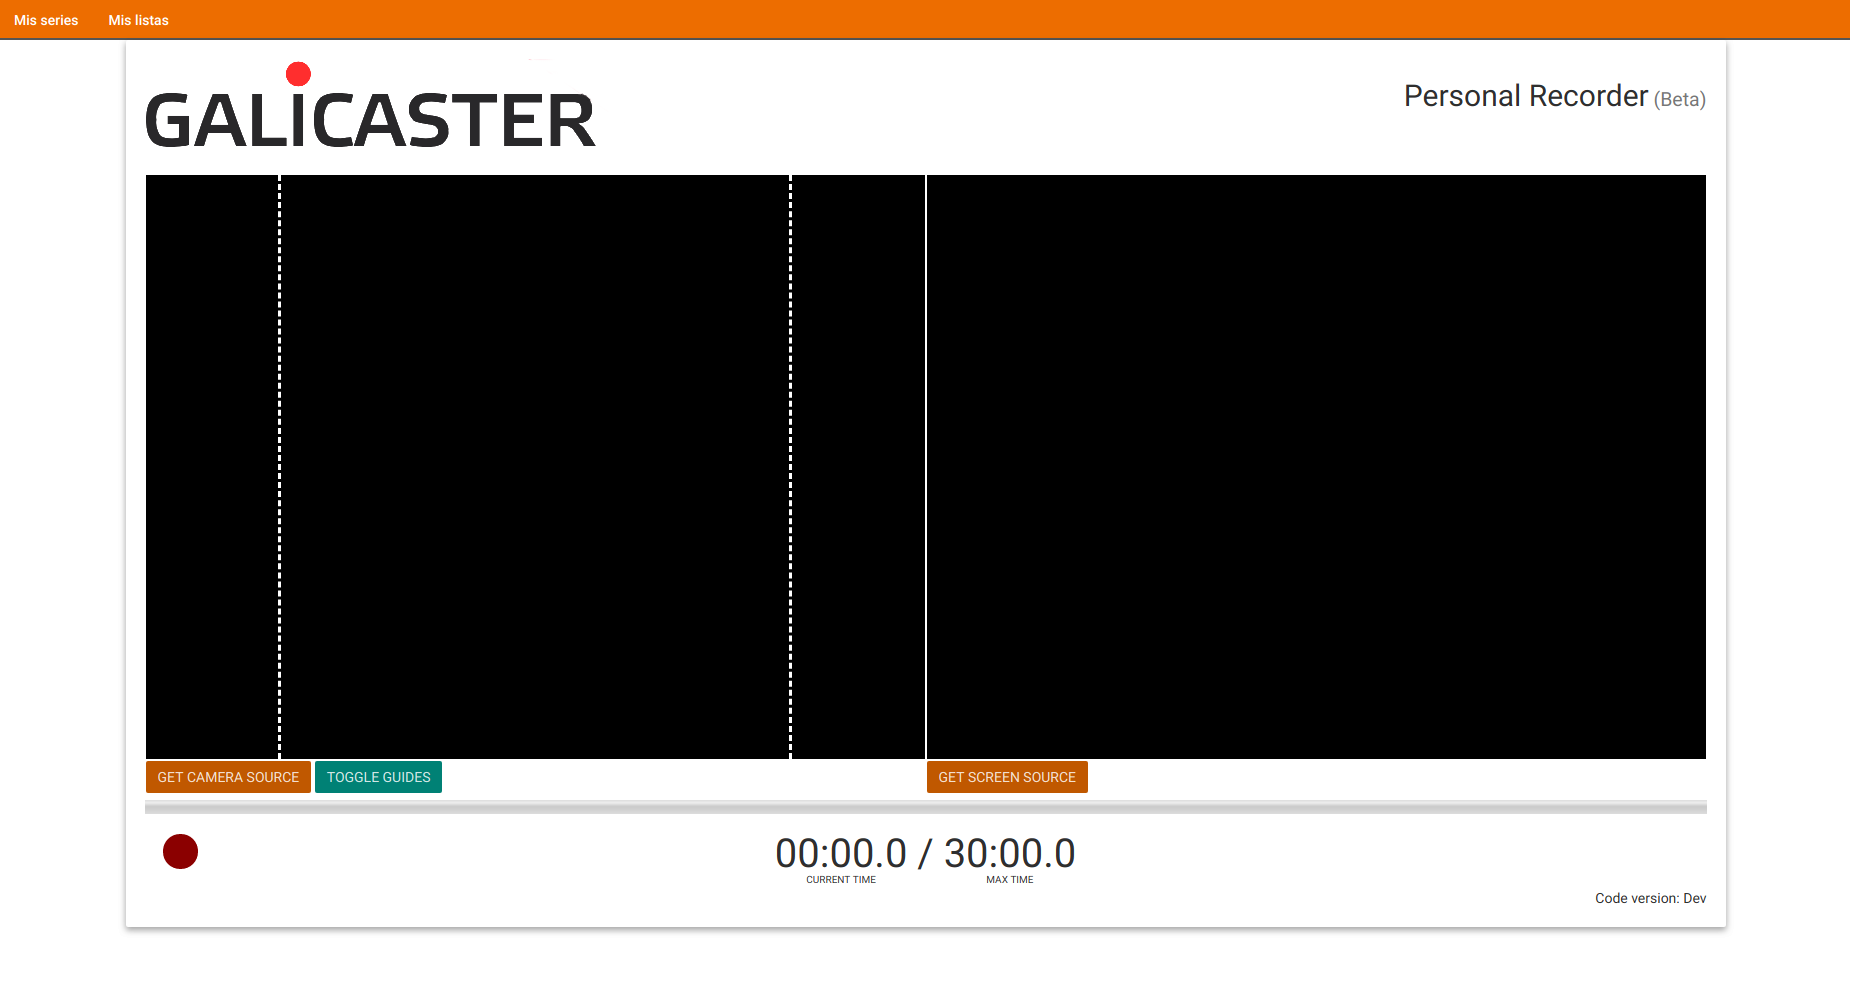 Mis series Mis listas
GALICASTER
Personal Recorder (Beta)
GET CAMERA SOURCE TOGGLE GUIDES GET SCREEN SOURCE
00:00.0 / 30:00.0
CURRENT TIME MAX TIME
Code version: Dev